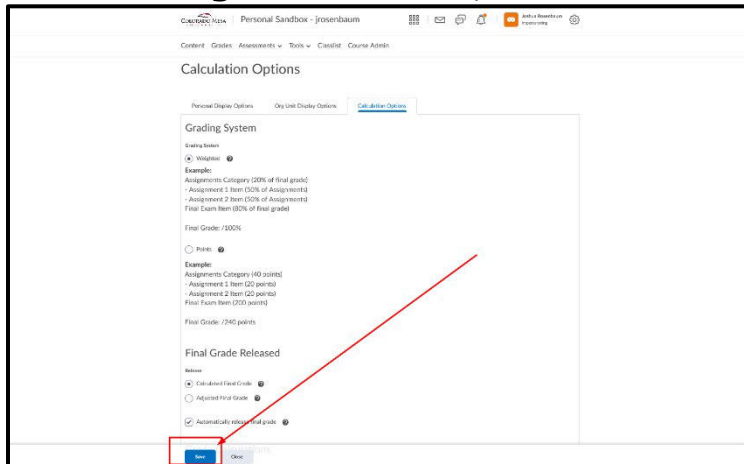 COLORADO MESA
Personal Sandbox - jrosenbaum
Joshua Rosenbaum
Impersonating
Content Grades Assessments Tools Classlist Course Admin
Calculation Options
Personal Display Options Org Unit Display Options Calculation Options
Grading System
Grading System
Weighted
Example:
Assignments Category (20% of final grade)
- Assignment 1 Item (50% of Assignments)
- Assignment 2 Item (50% of Assignments)
Final Exam Item (80% of final grade)
Final Grade: /100%
Points
Example:
Assignments Category (40 points)
- Assignment 1 Item (20 points)
- Assignment 2 Item (20 points)
Final Exam Item (200 points)
Final Grade: /240 points
Final Grade Released
Release
Calculated Final Grade
Adjusted Final Grade
Automatically release final grade
Save Close